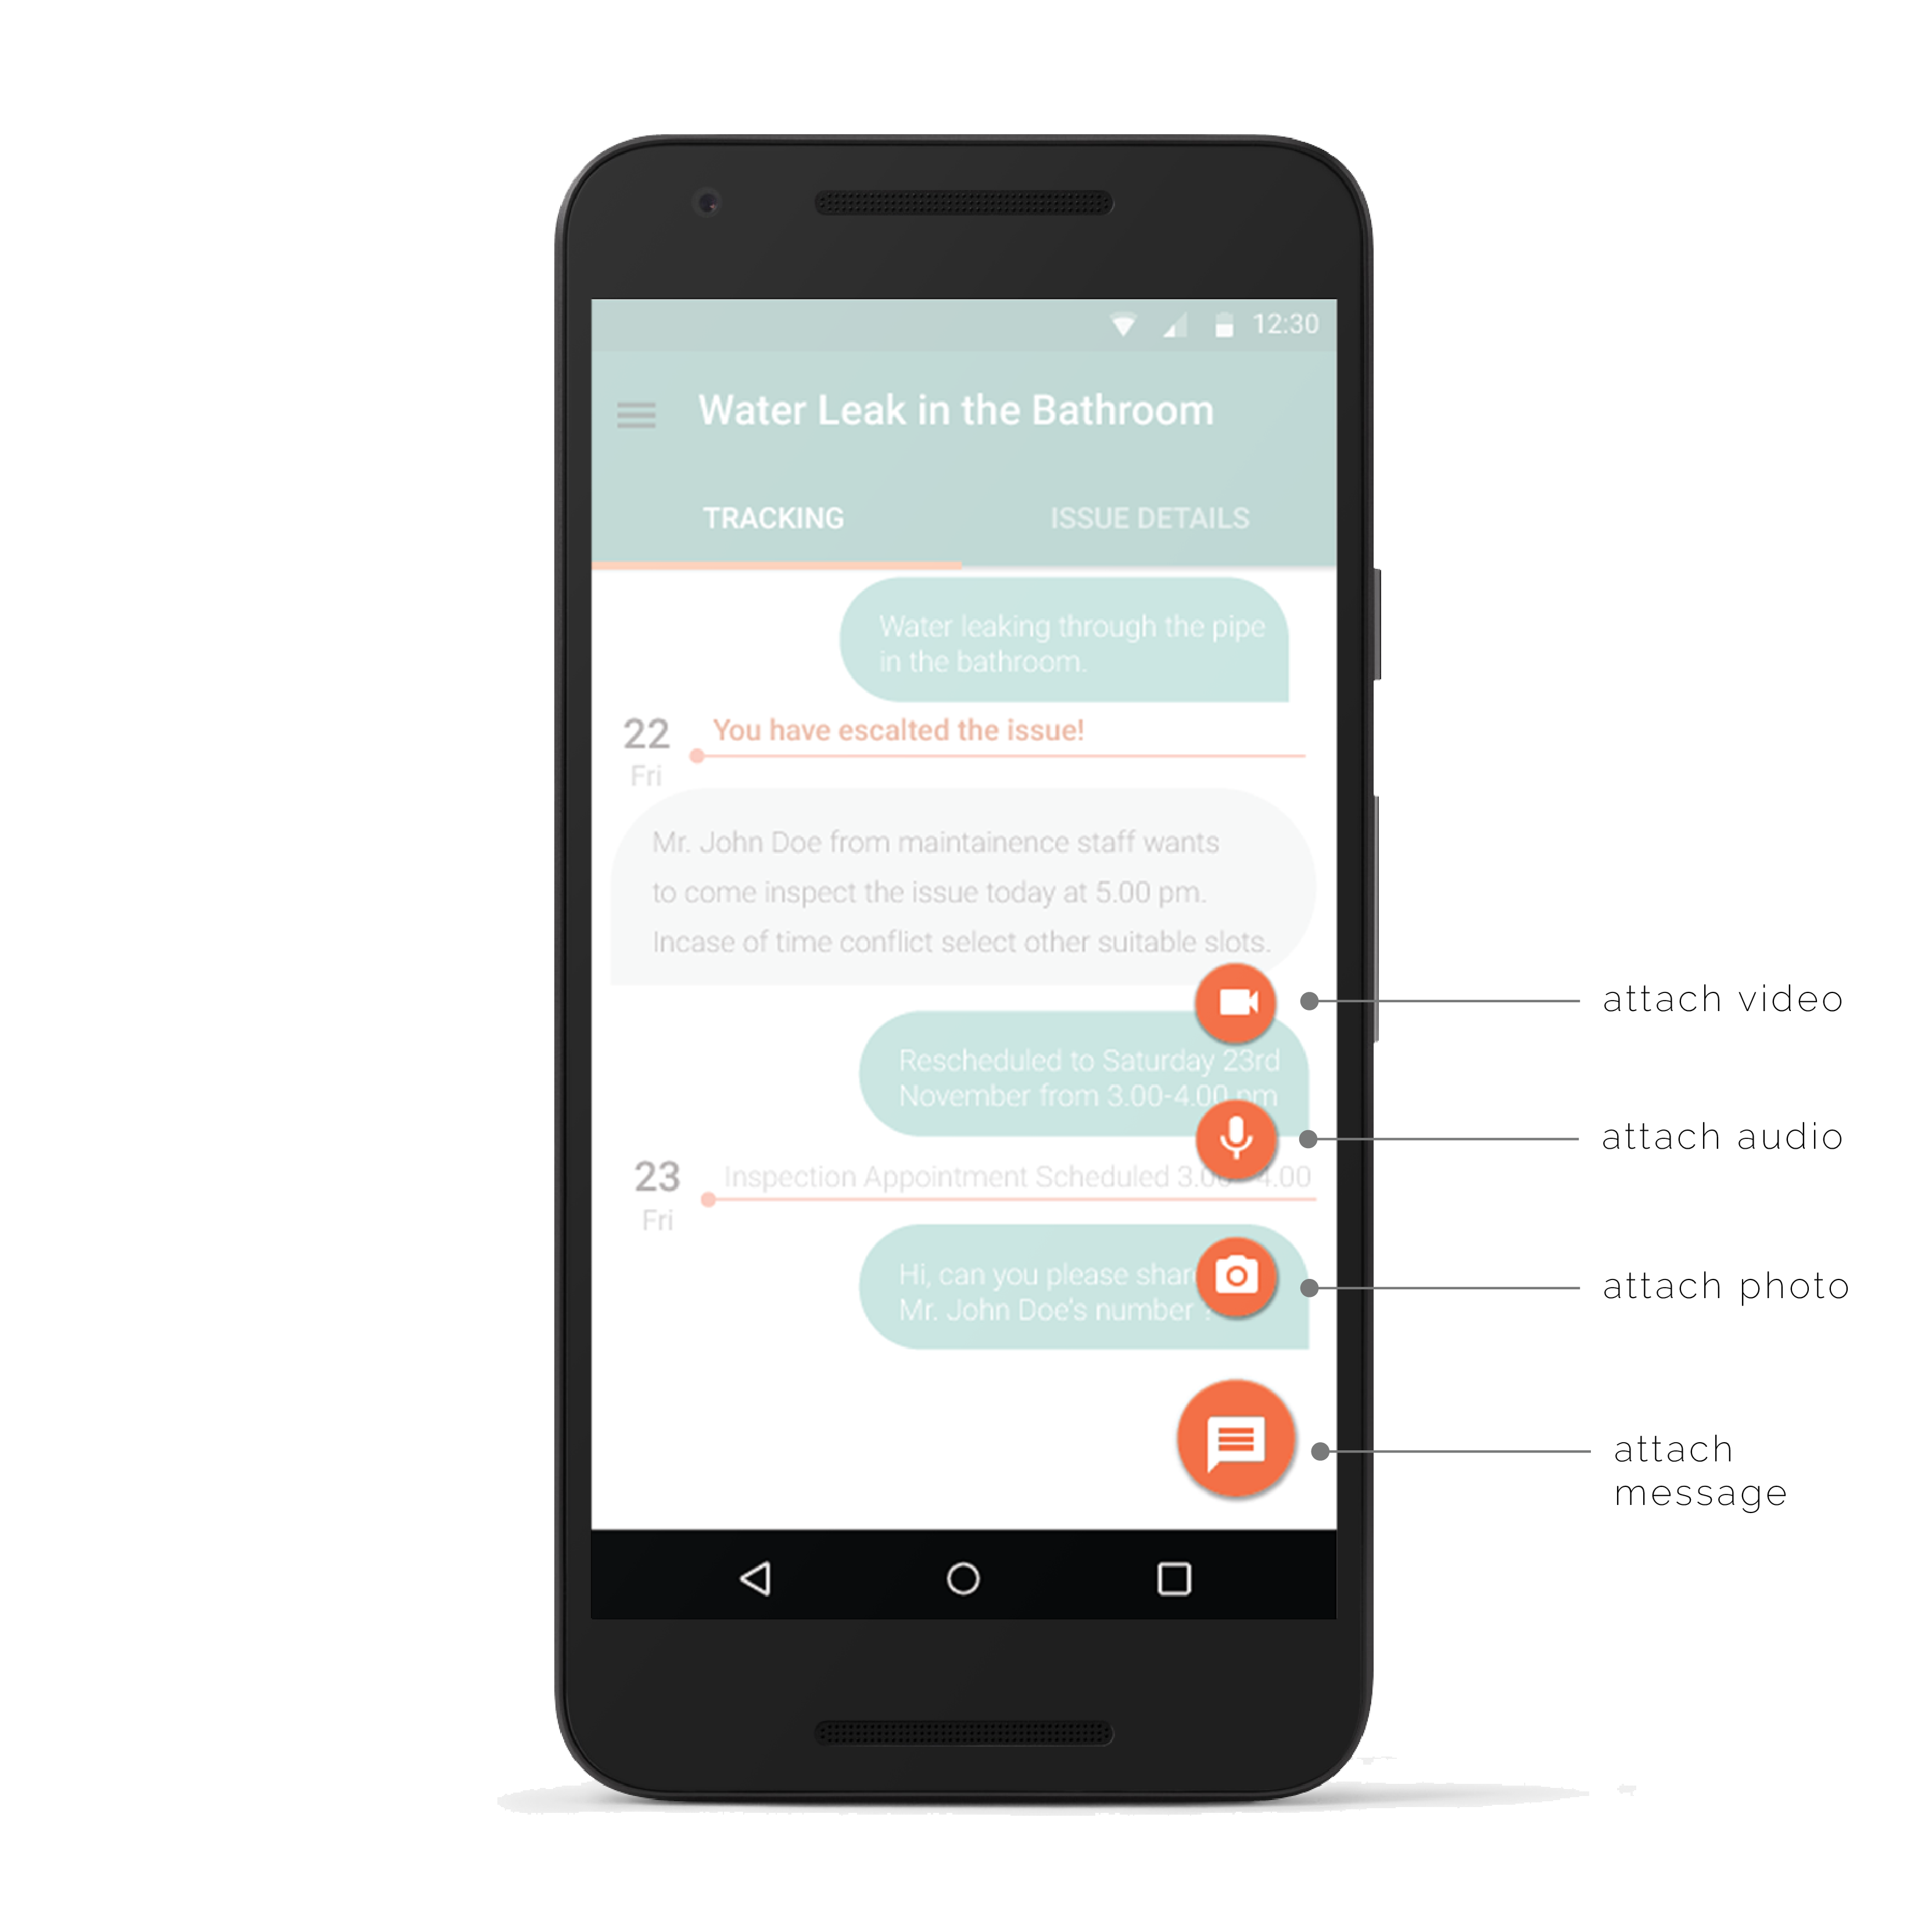 12:30
Water Leak in the Bathroom
TRACKING
ISSUE DETAILS
Water leaking through the pipe
in the bathroom.
22
Fri
You have escalted the issue!
Mr. John Doe from maintainence staff wants
to come inspect the issue today at 5.00 pm.
Incase of time conflict select other suitable slots.
attach video
Rescheduled to Saturday 23rd
November from 3.00-4.00 pm
attach audio
23
Fri
Inspection Appointment Scheduled 3.00 4.00
Hi, can you please share
Mr. John Doe's number ?
attach photo
attach
message